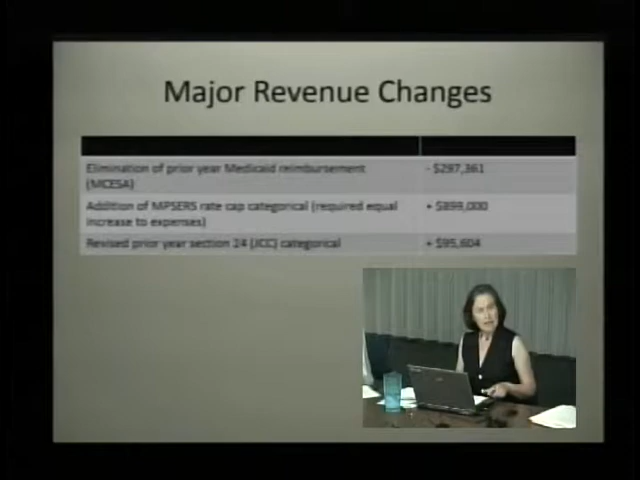 Major Revenue Changes
Elimination of prior year Medicaid reimbursement - $297,361
(MCESA)
Addition of MPSERS rate cap categorical (required equal + $899,000
increase to expenses)
Revised prior year section 24 (JCC) categorical + $95,604